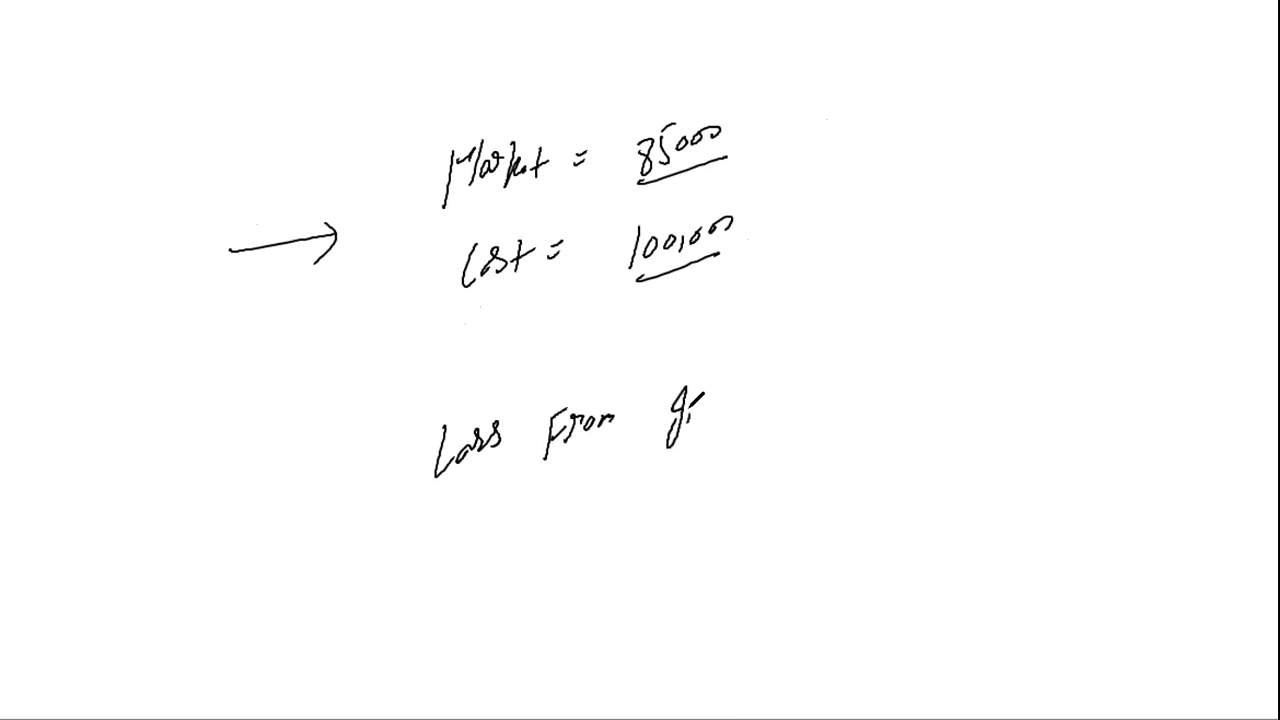 Market = 85000
Cost = 100,000
Loss From